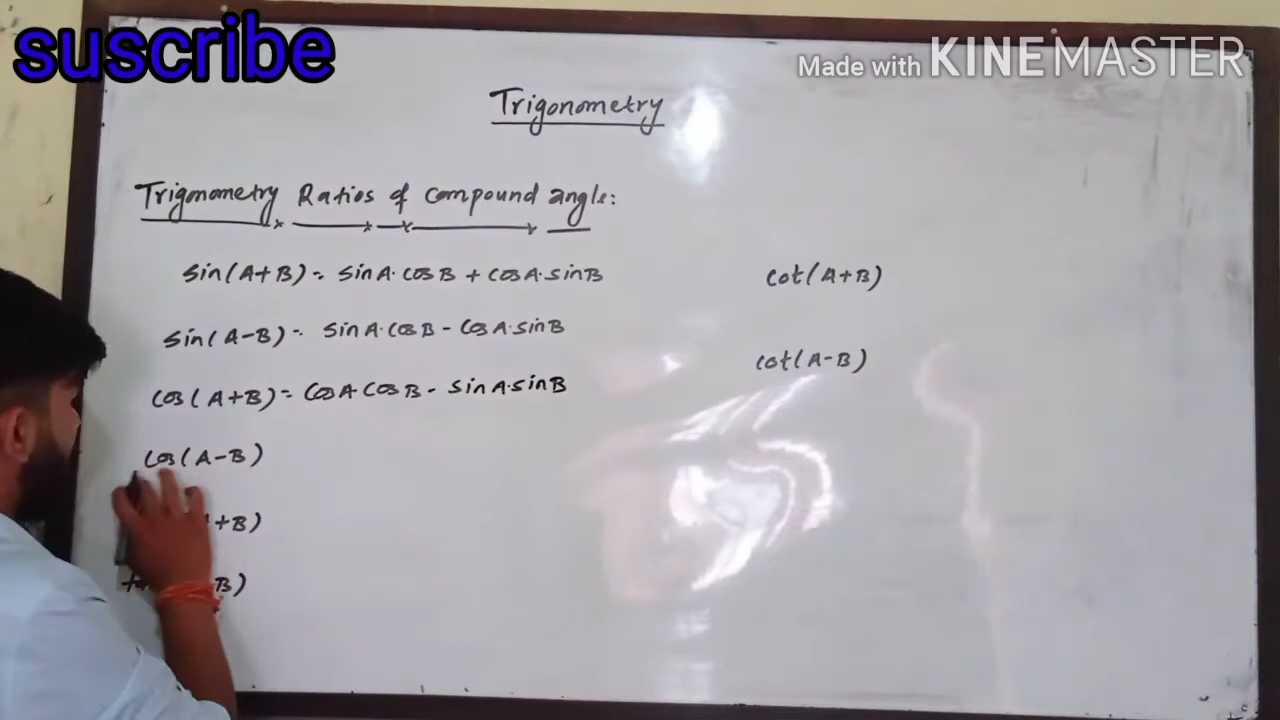 suscribe
Made with KINEMASTER
Trigonometry
Trigmometry Ratios of compound angle:
sin(A+B) = sinA·cosB + cosA·sinB
sin(A-B) = sinA·cosB - cosA·sinB
cos(A+B) = cosA·cosB - sinA·sinB
cos(A-B)
+B)
B)
cot(A+B)
cot(A-B)